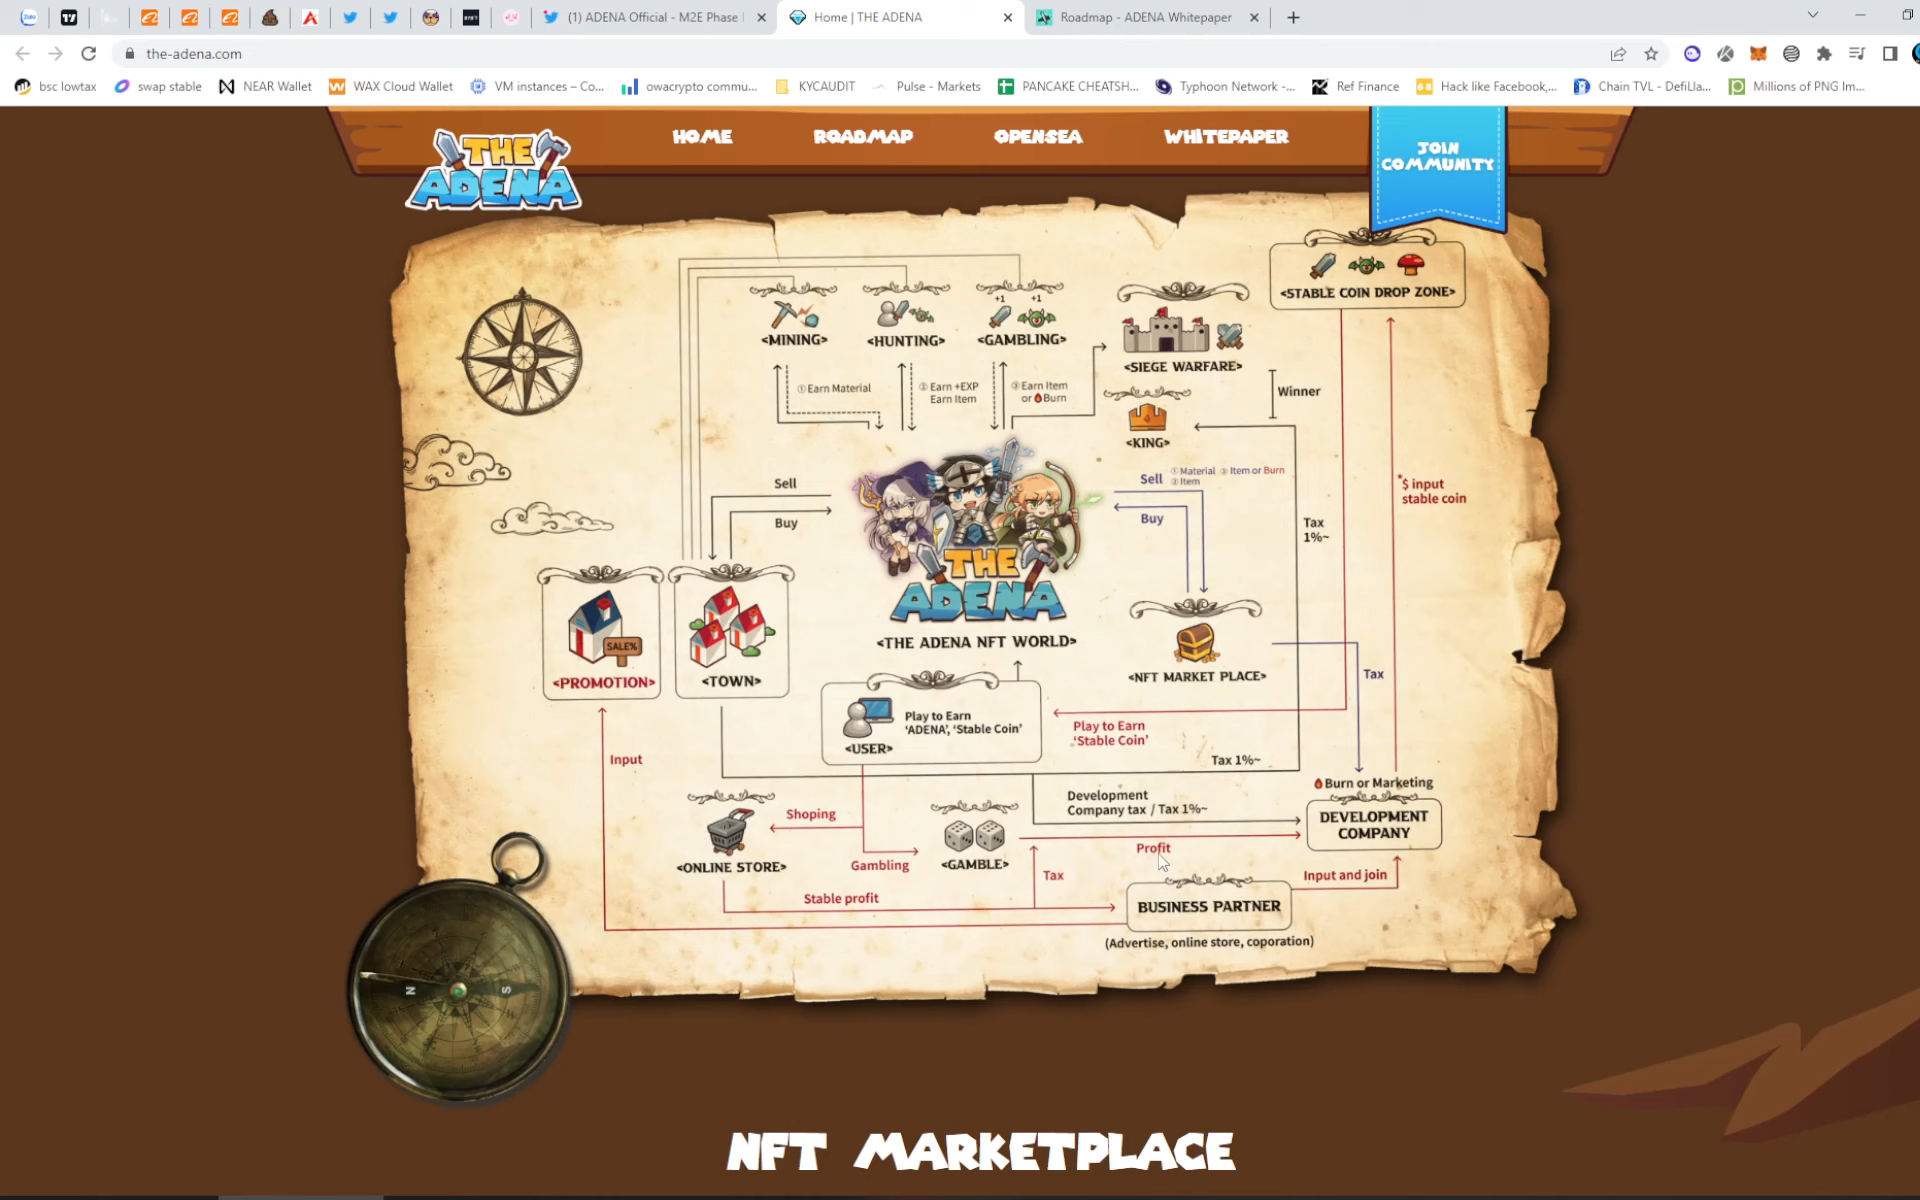 (1) ADENA Official - M2E Phase
Home | THE ADENA
Roadmap - ADENA Whitepaper
the-adena.com
bsc lowtax
swap stable
NEAR Wallet
WAX Cloud Wallet
VM instances – Co...
owacrypto commu...
KYCAUDIT
Pulse - Markets
PANCAKE CHEATSH...
Typhoon Network -...
Ref Finance
Hack like Facebook,...
Chain TVL - DefiLla...
Millions of PNG Im...
THE
ADENA
HOME
ROADMAP
OPENSEA
WHITEPAPER
JOIN
COMMUNITY
<STABLE COIN DROP ZONE>
+1 +1
<MINING>
<HUNTING>
<GAMBLING>
<SIEGE WARFARE>
① Earn Material
② Earn +EXP
Earn Item
③ Earn Item
or Burn
Winner
<KING>
Sell
Buy
Sell
① Material ③ Item or Burn
② Item
Buy
Tax
1%~
*$ input
stable coin
THE
ADENA
<THE ADENA NFT WORLD>
SALE%
<PROMOTION>
<TOWN>
<NFT MARKET PLACE>
Tax
Play to Earn
'ADENA', 'Stable Coin'
<USER>
Play to Earn
'Stable Coin'
Input
Tax 1%~
Burn or Marketing
Development
Company tax / Tax 1%~
DEVELOPMENT
COMPANY
Shoping
<ONLINE STORE>
Gambling
<GAMBLE>
Profit
Tax
Input and join
Stable profit
BUSINESS PARTNER
(Advertise, online store, coporation)
N
S
NFT MARKETPLACE